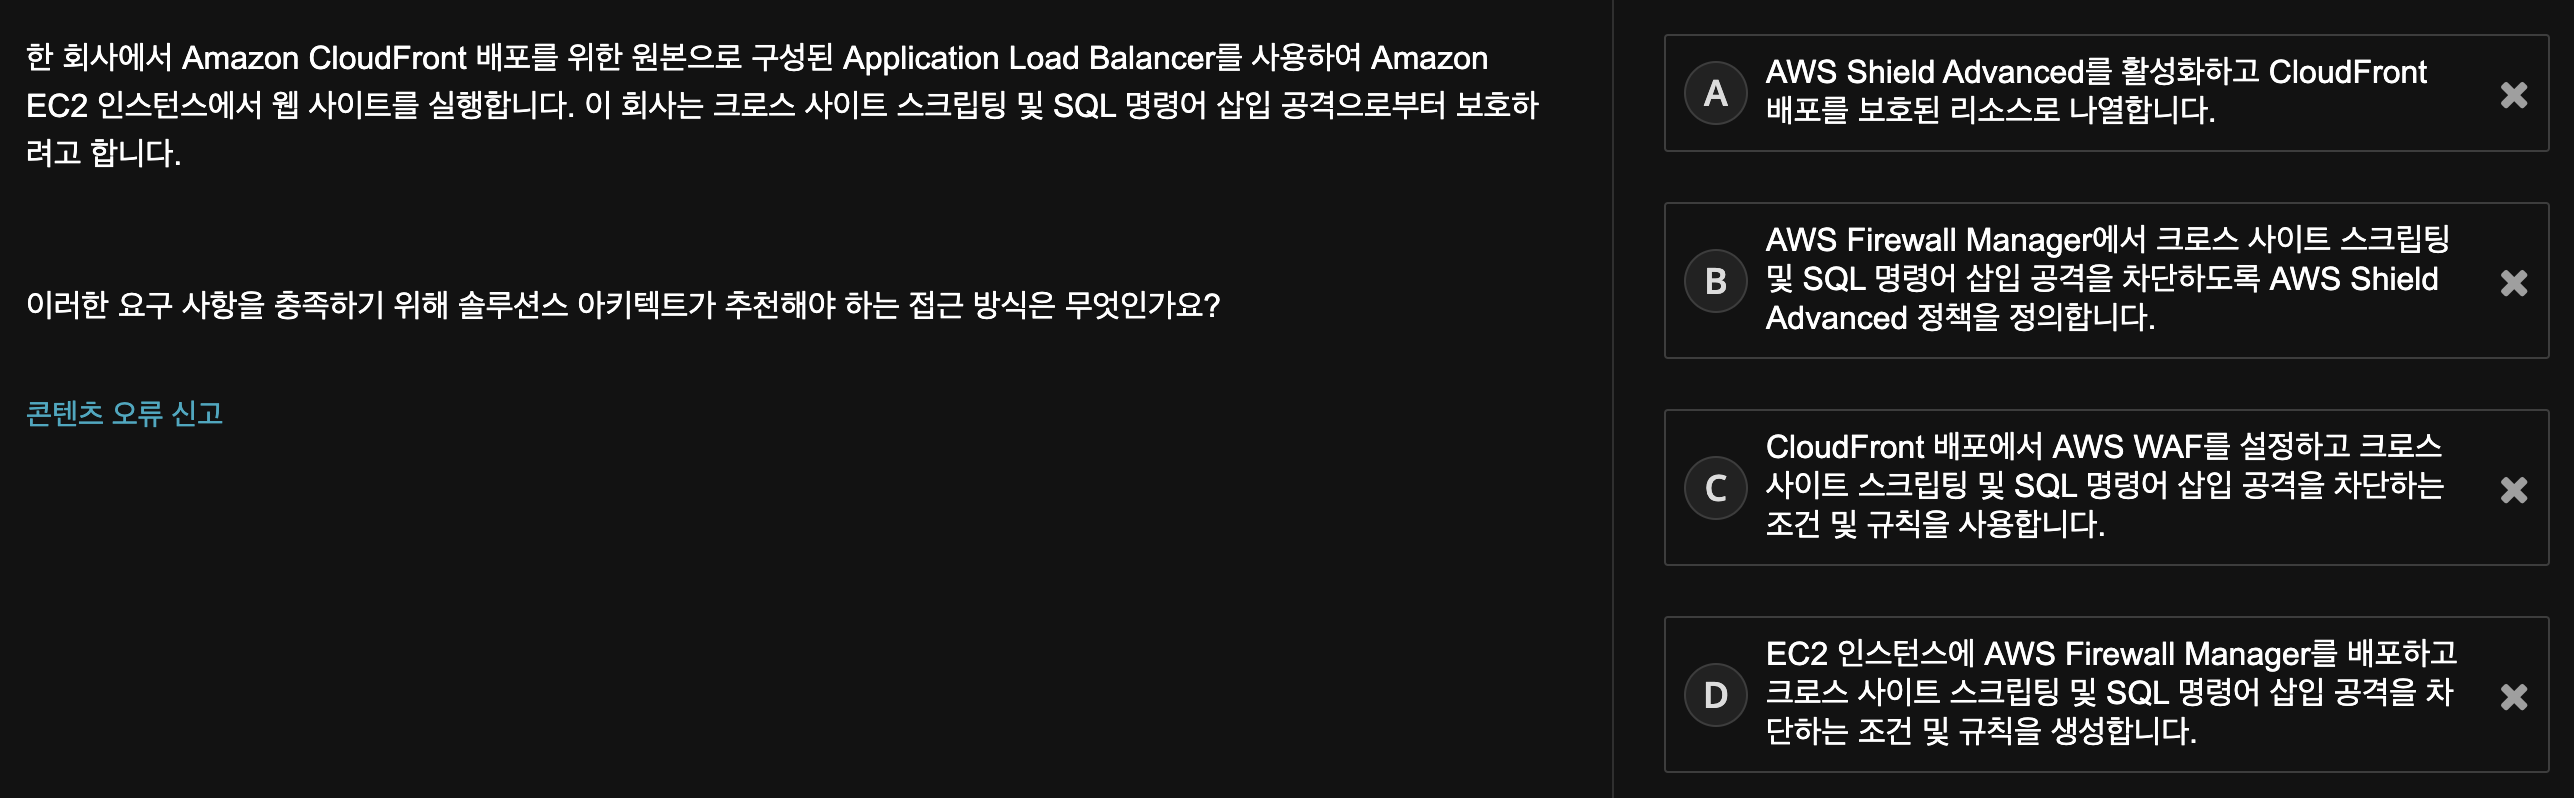 한 회사에서 Amazon CloudFront 배포를 위한 원본으로 구성된 Application Load Balancer를 사용하여 Amazon
EC2 인스턴스에서 웹 사이트를 실행합니다. 이 회사는 크로스 사이트 스크립팅 및 SQL 명령어 삽입 공격으로부터 보호하
려고 합니다.
이러한 요구 사항을 충족하기 위해 솔루션스 아키텍트가 추천해야 하는 접근 방식은 무엇인가요?
콘텐츠 오류 신고
A
AWS Shield Advanced를 활성화하고 CloudFront
배포를 보호된 리소스로 나열합니다.
B
AWS Firewall Manager에서 크로스 사이트 스크립팅
및 SQL 명령어 삽입 공격을 차단하도록 AWS Shield
Advanced 정책을 정의합니다.
C
CloudFront 배포에서 AWS WAF를 설정하고 크로스
사이트 스크립팅 및 SQL 명령어 삽입 공격을 차단하는
조건 및 규칙을 사용합니다.
D
EC2 인스턴스에 AWS Firewall Manager를 배포하고
크로스 사이트 스크립팅 및 SQL 명령어 삽입 공격을 차
단하는 조건 및 규칙을 생성합니다.